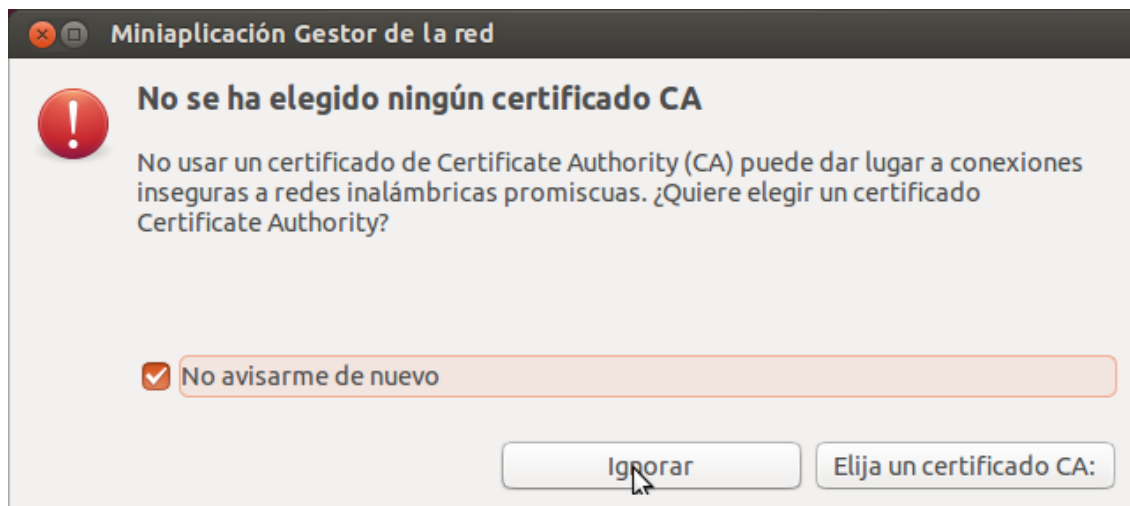 Miniaplicación Gestor de la red
No se ha elegido ningún certificado CA
No usar un certificado de Certificate Authority (CA) puede dar lugar a conexiones
inseguras a redes inalámbricas promiscuas. ¿Quiere elegir un certificado
Certificate Authority?
No avisarme de nuevo
Ignorar
Elija un certificado CA: